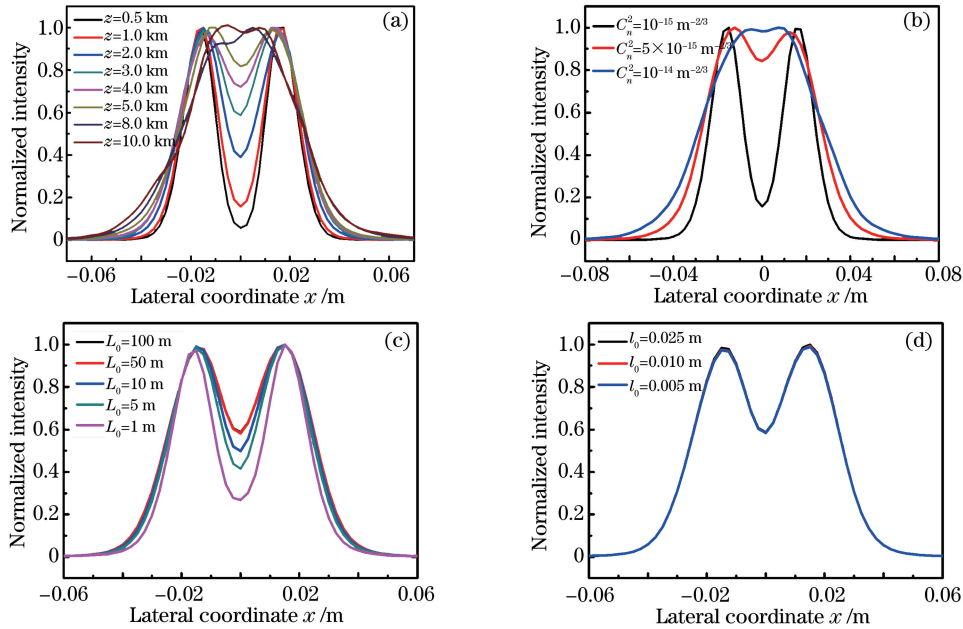 (a)
z=0.5 km
z=1.0 km
z=2.0 km
z=3.0 km
z=4.0 km
z=5.0 km
z=8.0 km
z=10.0 km
Normalized intensity
1.0
0.8
0.6
0.4
0.2
0
−0.06
−0.02
0.02
0.06
Lateral coordinate x /m
(b)
C_n^2=10^{-15} m^{-2/3}
C_n^2=5×10^{-15} m^{-2/3}
C_n^2=10^{-14} m^{-2/3}
Normalized intensity
1.0
0.8
0.6
0.4
0.2
0
−0.08
−0.04
0
0.04
0.08
Lateral coordinate x /m
(c)
L_0=100 m
L_0=50 m
L_0=10 m
L_0=5 m
L_0=1 m
Normalized intensity
1.0
0.8
0.6
0.4
0.2
0
−0.06
−0.02
0.02
0.06
Lateral coordinate x /m
(d)
l_0=0.025 m
l_0=0.010 m
l_0=0.005 m
Normalized intensity
1.0
0.8
0.6
0.4
0.2
0
−0.06
−0.02
0.02
0.06
Lateral coordinate x /m